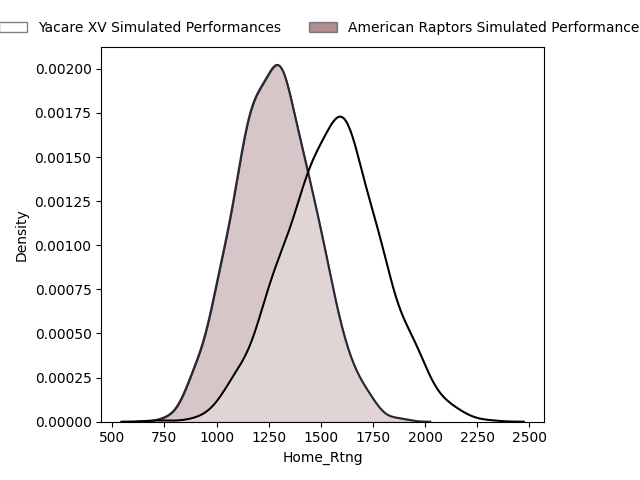 Yacare XV Simulated Performances American Raptors Simulated Performance
0.00200
0.00175
0.00150
0.00125
0.00100
0.00075
0.00050
0.00025
0.00000
Density
500 750 1000 1250 1500 1750 2000 2250 2500
Home_Rtng